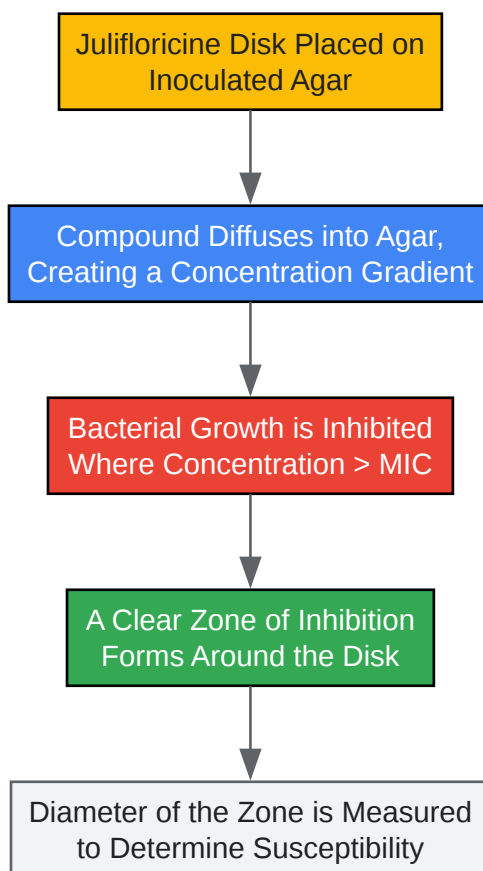 Julifloricine Disk Placed on
Inoculated Agar
Compound Diffuses into Agar,
Creating a Concentration Gradient
Bacterial Growth is Inhibited
Where Concentration > MIC
A Clear Zone of Inhibition
Forms Around the Disk
Diameter of the Zone is Measured
to Determine Susceptibility